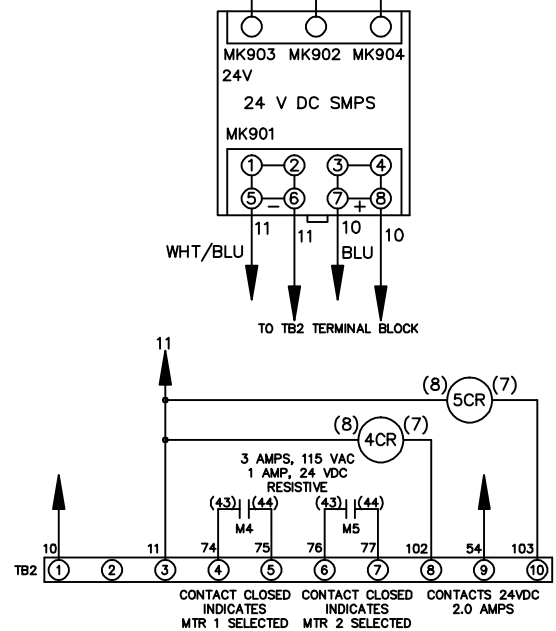 MK903 MK902 MK904
24V
24 V DC SMPS
MK901
1 2 3 4
5 - 6 7 + 8
11 11 10 10
WHT/BLU BLU
TO TB2 TERMINAL BLOCK
11
(8) 5CR (7)
(8) 4CR (7)
3 AMPS, 115 VAC
1 AMP, 24 VDC
RESISTIVE
(43) (44) (43) (44)
M4 M5
10 11 74 75 76 77 102 54 103
TB2 1 2 3 4 5 6 7 8 9 10
CONTACT CLOSED CONTACT CLOSED CONTACTS 24VDC
INDICATES INDICATES 2.0 AMPS
MTR 1 SELECTED MTR 2 SELECTED